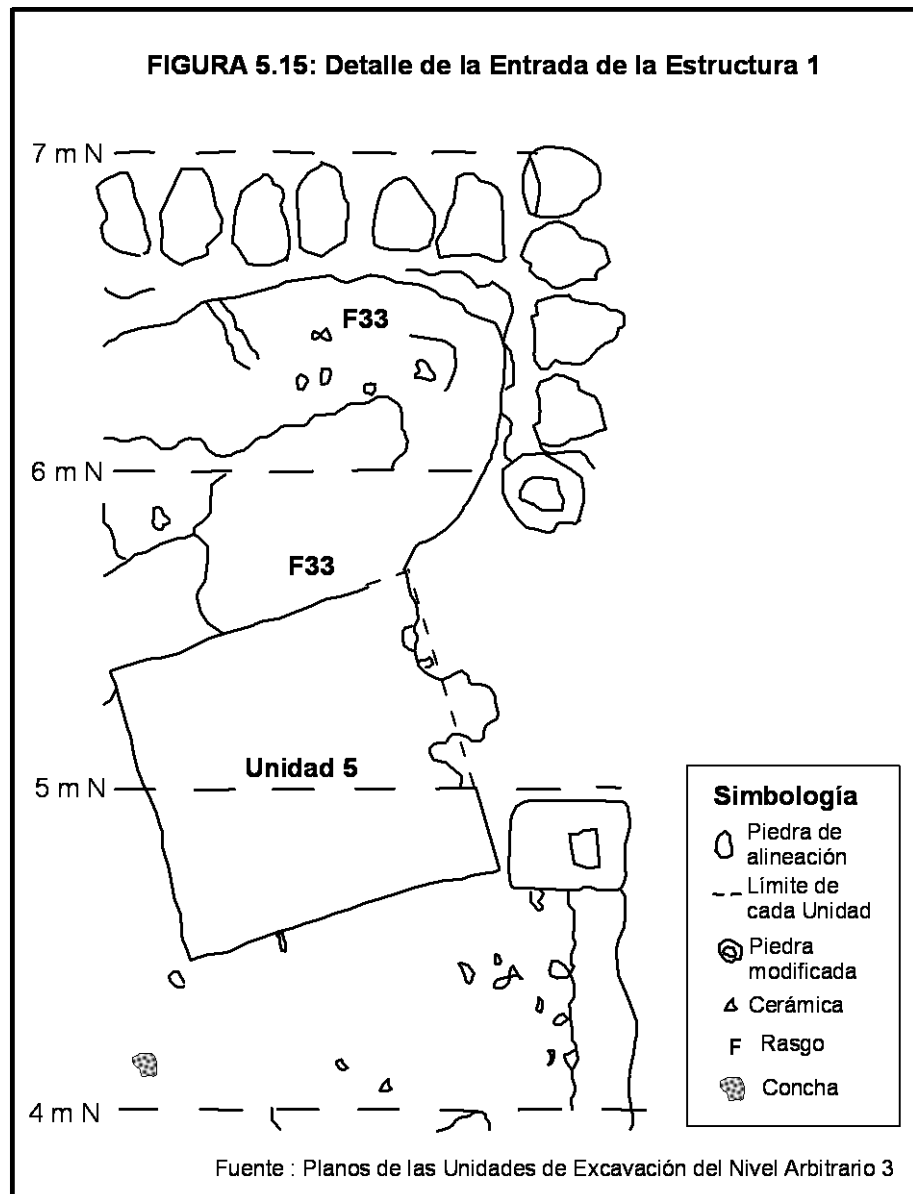 FIGURA 5.15: Detalle de la Entrada de la Estructura 1
7 m N
F33
6 m N
F33
Unidad 5
5 m N
4 m N
Simbología
Piedra de
alineación
Límite de
cada Unidad
Piedra
modificada
Cerámica
F Rasgo
Concha
Fuente : Planos de las Unidades de Excavación del Nivel Arbitrario 3